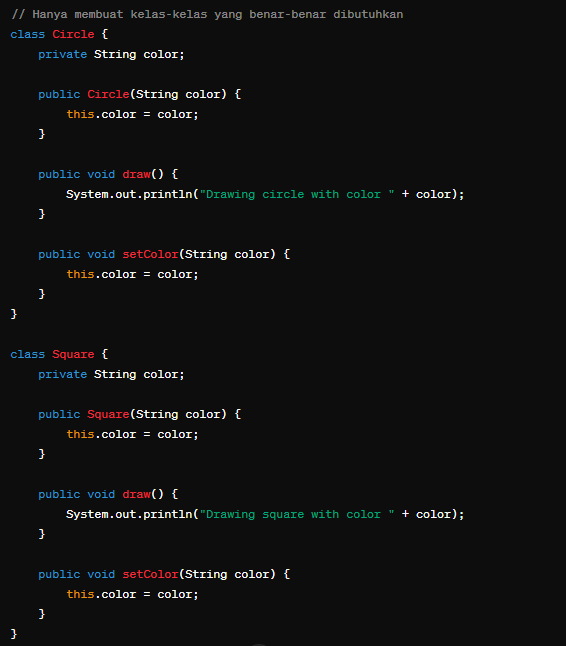 // Hanya membuat kelas-kelas yang benar-benar dibutuhkan
class Circle {
    private String color;

    public Circle(String color) {
        this.color = color;
    }

    public void draw() {
        System.out.println("Drawing circle with color " + color);
    }

    public void setColor(String color) {
        this.color = color;
    }
}

class Square {
    private String color;

    public Square(String color) {
        this.color = color;
    }

    public void draw() {
        System.out.println("Drawing square with color " + color);
    }

    public void setColor(String color) {
        this.color = color;
    }
}